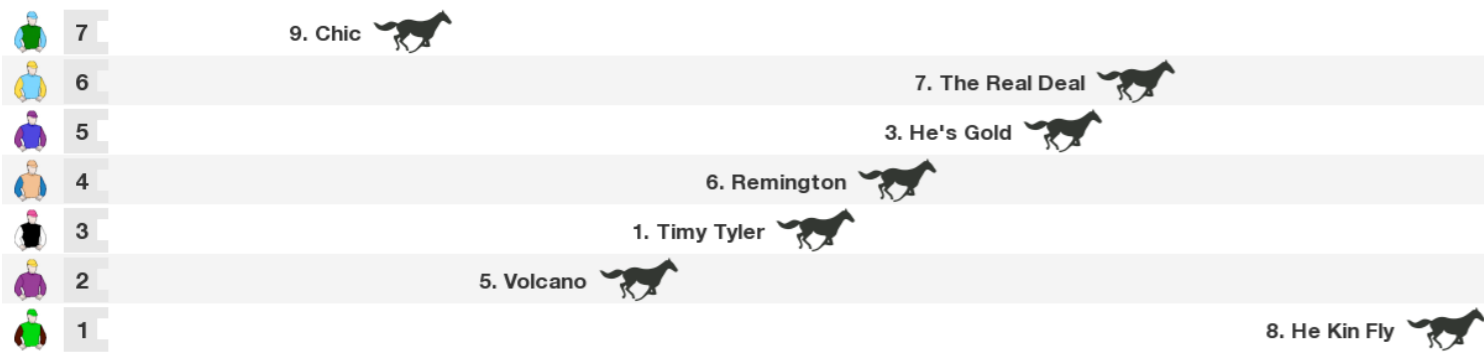 7 9. Chic
6 7. The Real Deal
5 3. He's Gold
4 6. Remington
3 1. Timy Tyler
2 5. Volcano
1 8. He Kin Fly